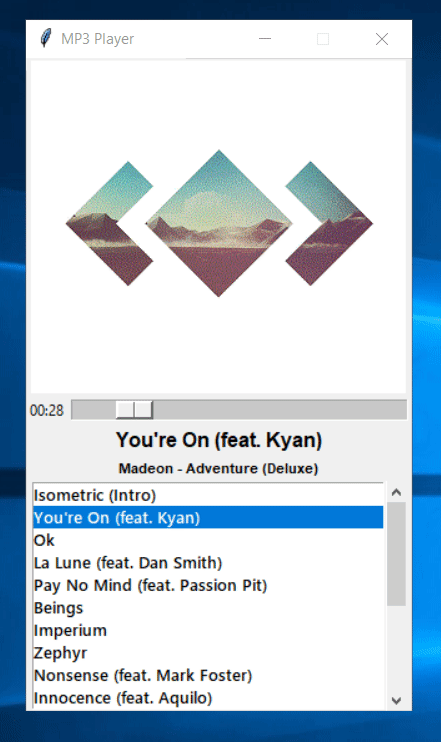 MP3 Player
00:28
You're On (feat. Kyan)
Madeon - Adventure (Deluxe)
Isometric (Intro)
You're On (feat. Kyan)
Ok
La Lune (feat. Dan Smith)
Pay No Mind (feat. Passion Pit)
Beings
Imperium
Zephyr
Nonsense (feat. Mark Foster)
Innocence (feat. Aquilo)